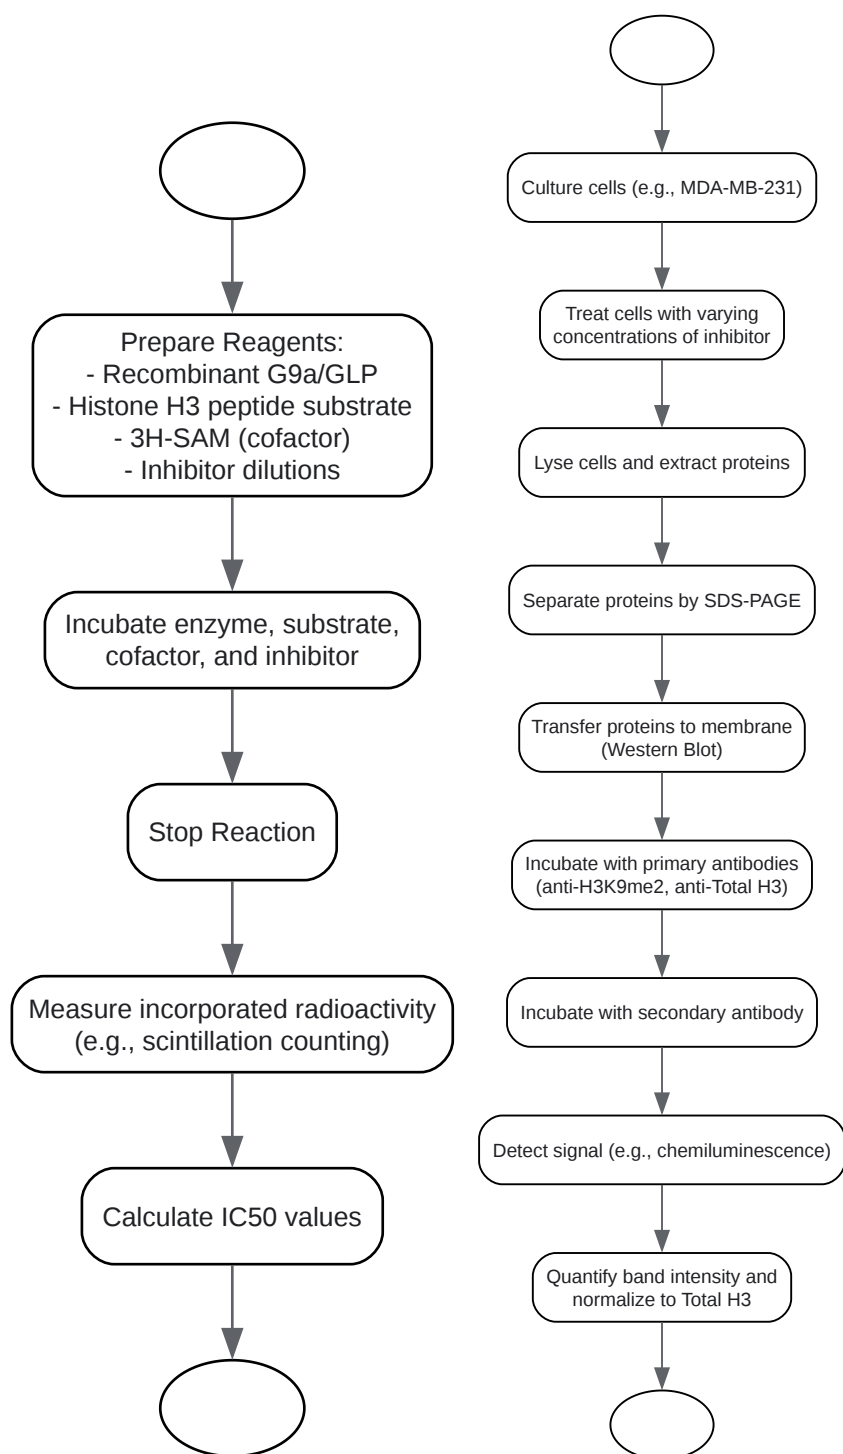 Prepare Reagents:
- Recombinant G9a/GLP
- Histone H3 peptide substrate
- 3H-SAM (cofactor)
- Inhibitor dilutions
Incubate enzyme, substrate,
cofactor, and inhibitor
Stop Reaction
Measure incorporated radioactivity
(e.g., scintillation counting)
Calculate IC50 values
Culture cells (e.g., MDA-MB-231)
Treat cells with varying
concentrations of inhibitor
Lyse cells and extract proteins
Separate proteins by SDS-PAGE
Transfer proteins to membrane
(Western Blot)
Incubate with primary antibodies
(anti-H3K9me2, anti-Total H3)
Incubate with secondary antibody
Detect signal (e.g., chemiluminescence)
Quantify band intensity and
normalize to Total H3